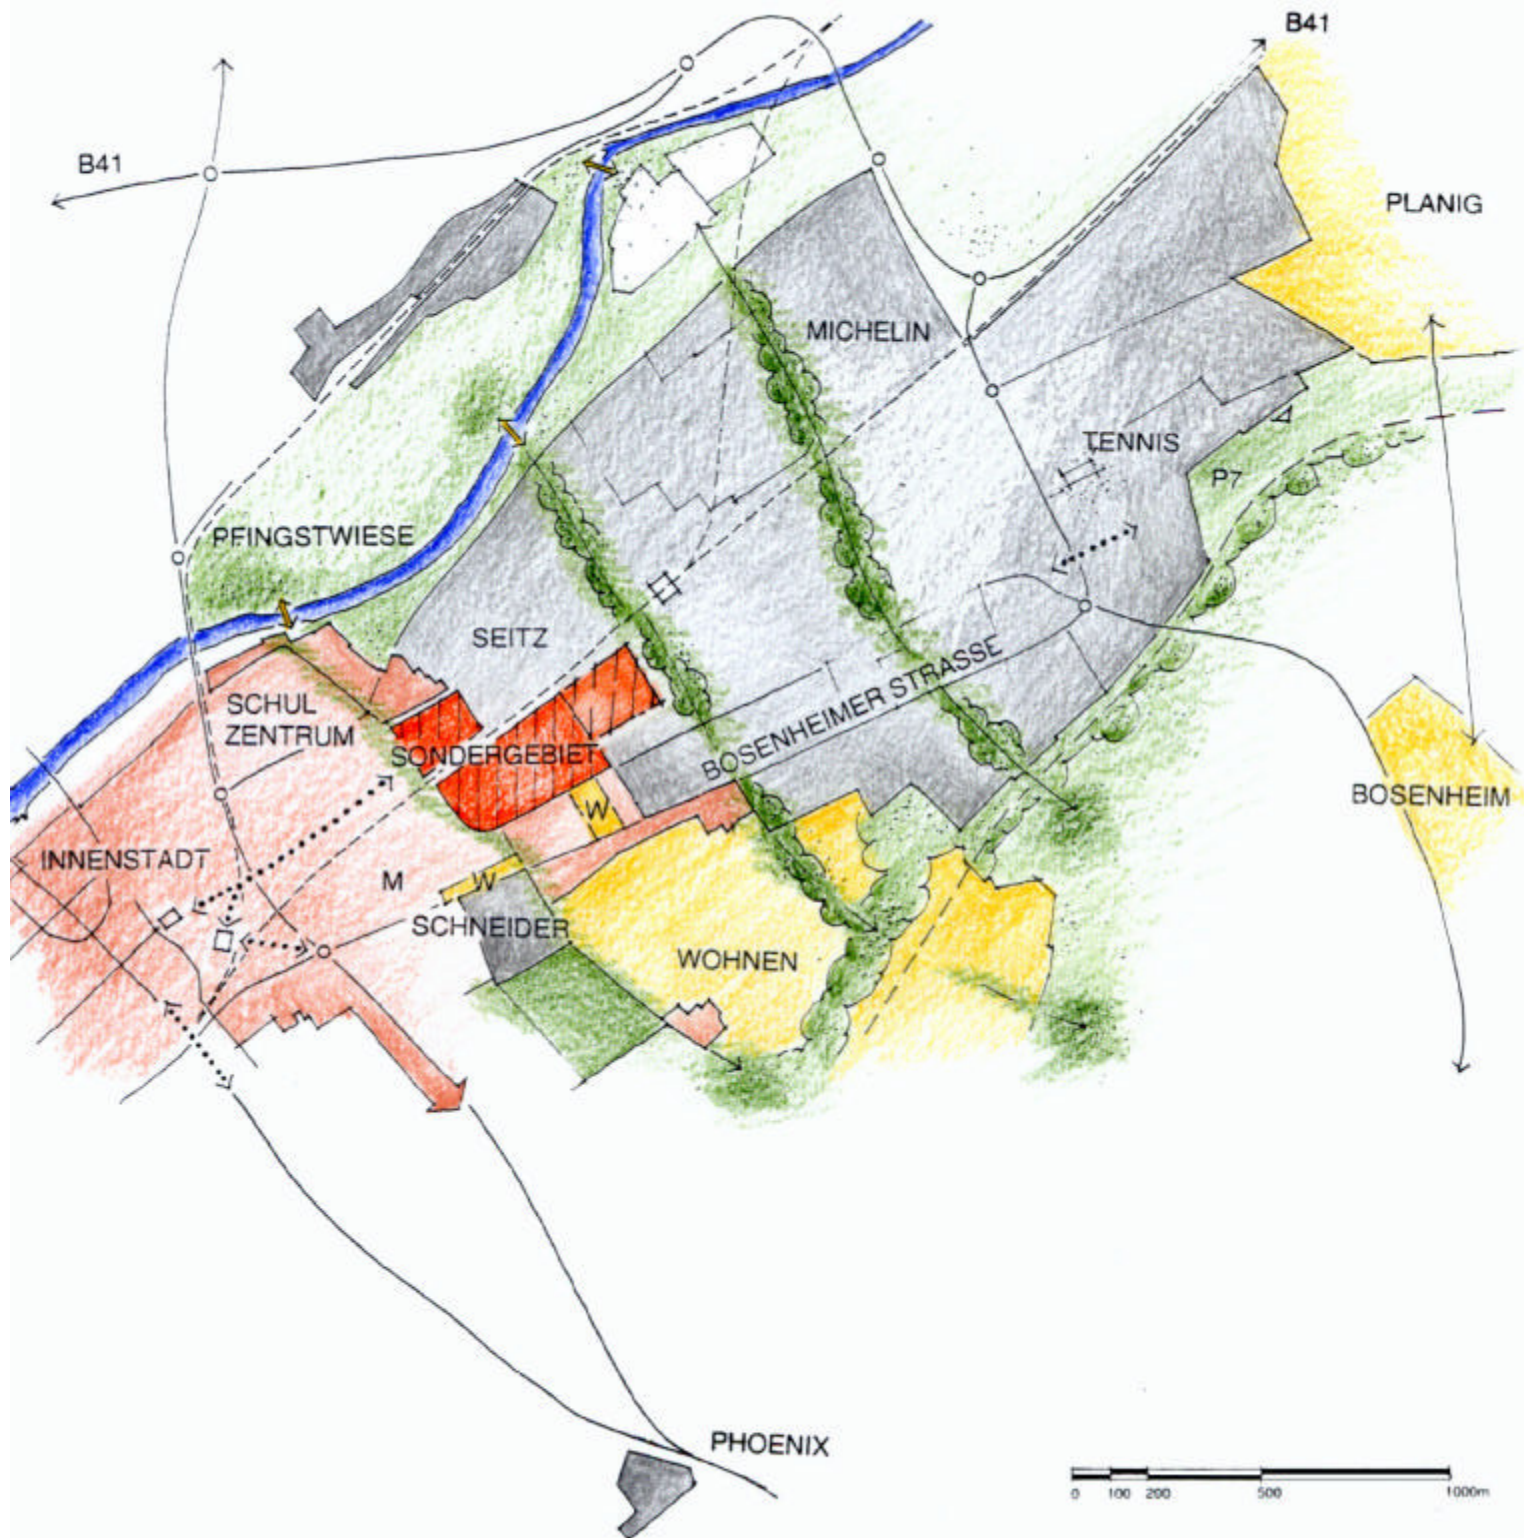 B41
B41
PLANIG
MICHELIN
TENNIS
P7
PFINGSTWIESE
SEITZ
SCHUL
ZENTRUM
SONDERGEBIET
BOSENHEIMER STRASSE
W
BOSENHEIM
INNENSTADT
M
W
SCHNEIDER
WOHNEN
PHOENIX
0 100 200 500 1000m